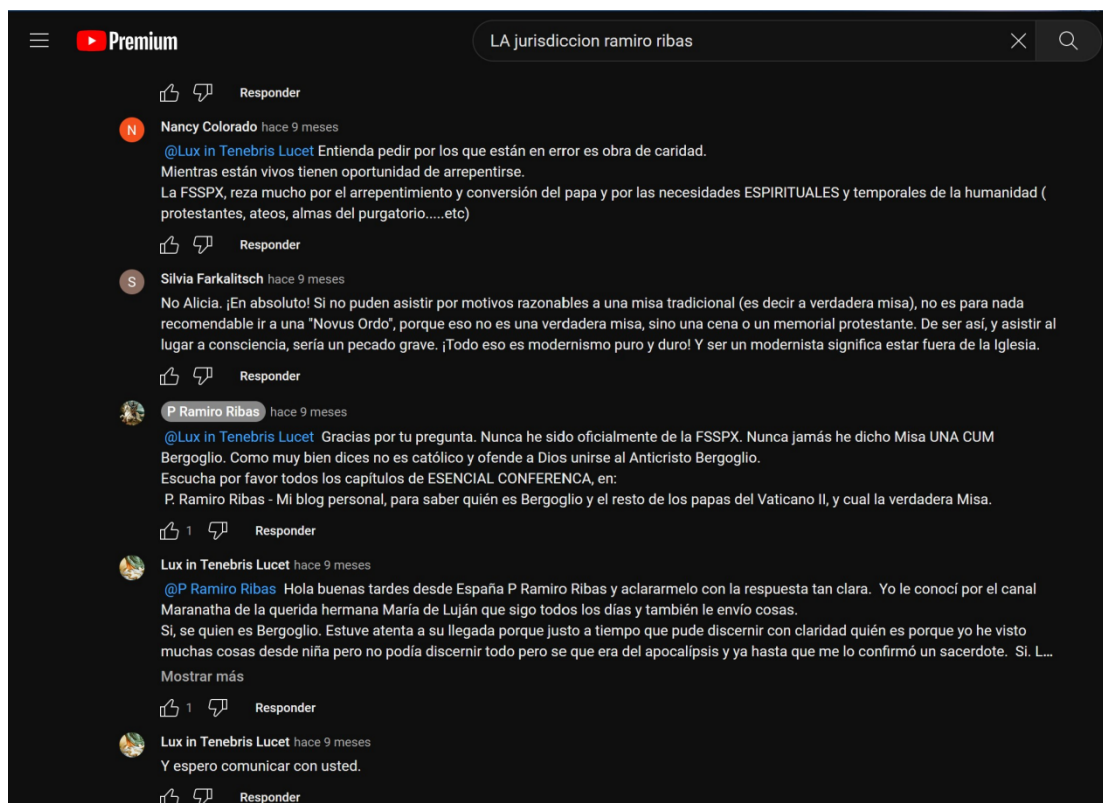 Premium
LA jurisdiccion ramiro ribas
Responder
N
Nancy Colorado hace 9 meses
@Lux in Tenebris Lucet Entienda pedir por los que están en error es obra de caridad.
Mientras están vivos tienen oportunidad de arrepentirse.
La FSSPX, reza mucho por el arrepentimiento y conversión del papa y por las necesidades ESPIRITUALES y temporales de la humanidad (
protestantes, ateos, almas del purgatorio.....etc)
Responder
S
Silvia Farkalitsch hace 9 meses
No Alicia. ¡En absoluto! Si no puden asistir por motivos razonables a una misa tradicional (es decir a verdadera misa), no es para nada
recomendable ir a una "Novus Ordo", porque eso no es una verdadera misa, sino una cena o un memorial protestante. De ser así, y asistir al
lugar a consciencia, sería un pecado grave. ¡Todo eso es modernismo puro y duro! Y ser un modernista significa estar fuera de la Iglesia.
Responder
P Ramiro Ribas hace 9 meses
@Lux in Tenebris Lucet Gracias por tu pregunta. Nunca he sido oficialmente de la FSSPX. Nunca jamás he dicho Misa UNA CUM
Bergoglio. Como muy bien dices no es católico y ofende a Dios unirse al Anticristo Bergoglio.
Escucha por favor todos los capítulos de ESENCIAL CONFERENCA, en:
P. Ramiro Ribas - Mi blog personal, para saber quién es Bergoglio y el resto de los papas del Vaticano II, y cual la verdadera Misa.
1 Responder
Lux in Tenebris Lucet hace 9 meses
@P Ramiro Ribas Hola buenas tardes desde España P Ramiro Ribas y aclararmelo con la respuesta tan clara. Yo le conocí por el canal
Maranatha de la querida hermana María de Luján que sigo todos los días y también le envío cosas.
Si, se quien es Bergoglio. Estuve atenta a su llegada porque justo a tiempo que pude discernir con claridad quién es porque yo he visto
muchas cosas desde niña pero no podía discernir todo pero se que era del apocalípsis y ya hasta que me lo confirmó un sacerdote. Si. L...
Mostrar más
1 Responder
Lux in Tenebris Lucet hace 9 meses
Y espero comunicar con usted.
Responder